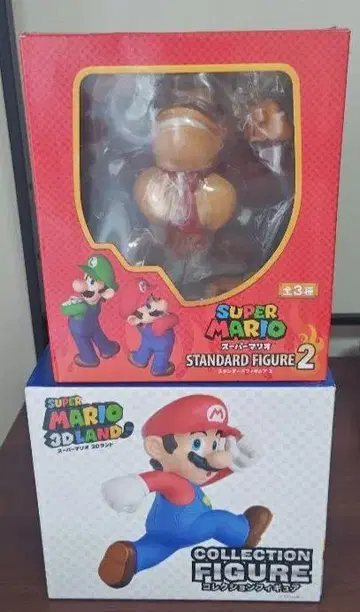 全3種
SUPER
MARIO
スーパーマリオ
STANDARD FIGURE 2
スタンダードフィギュア 2
SUPER
MARIO
3D LAND
スーパーマリオ 3Dランド
M
COLLECTION
FIGURE
コレクションフィギュア